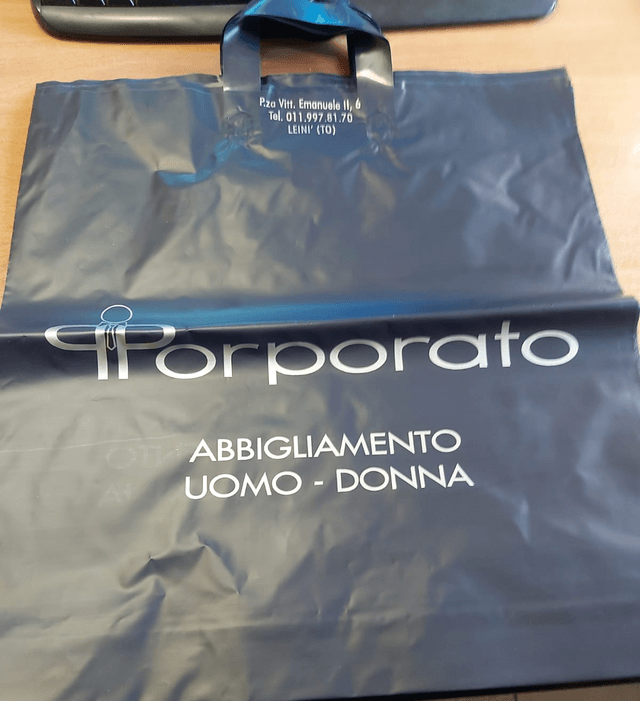 P.za Vitt. Emanuele II, 6
Tel. 011.997.81.70
LEINI' (TO)
Porporato
ABBIGLIAMENTO
UOMO - DONNA